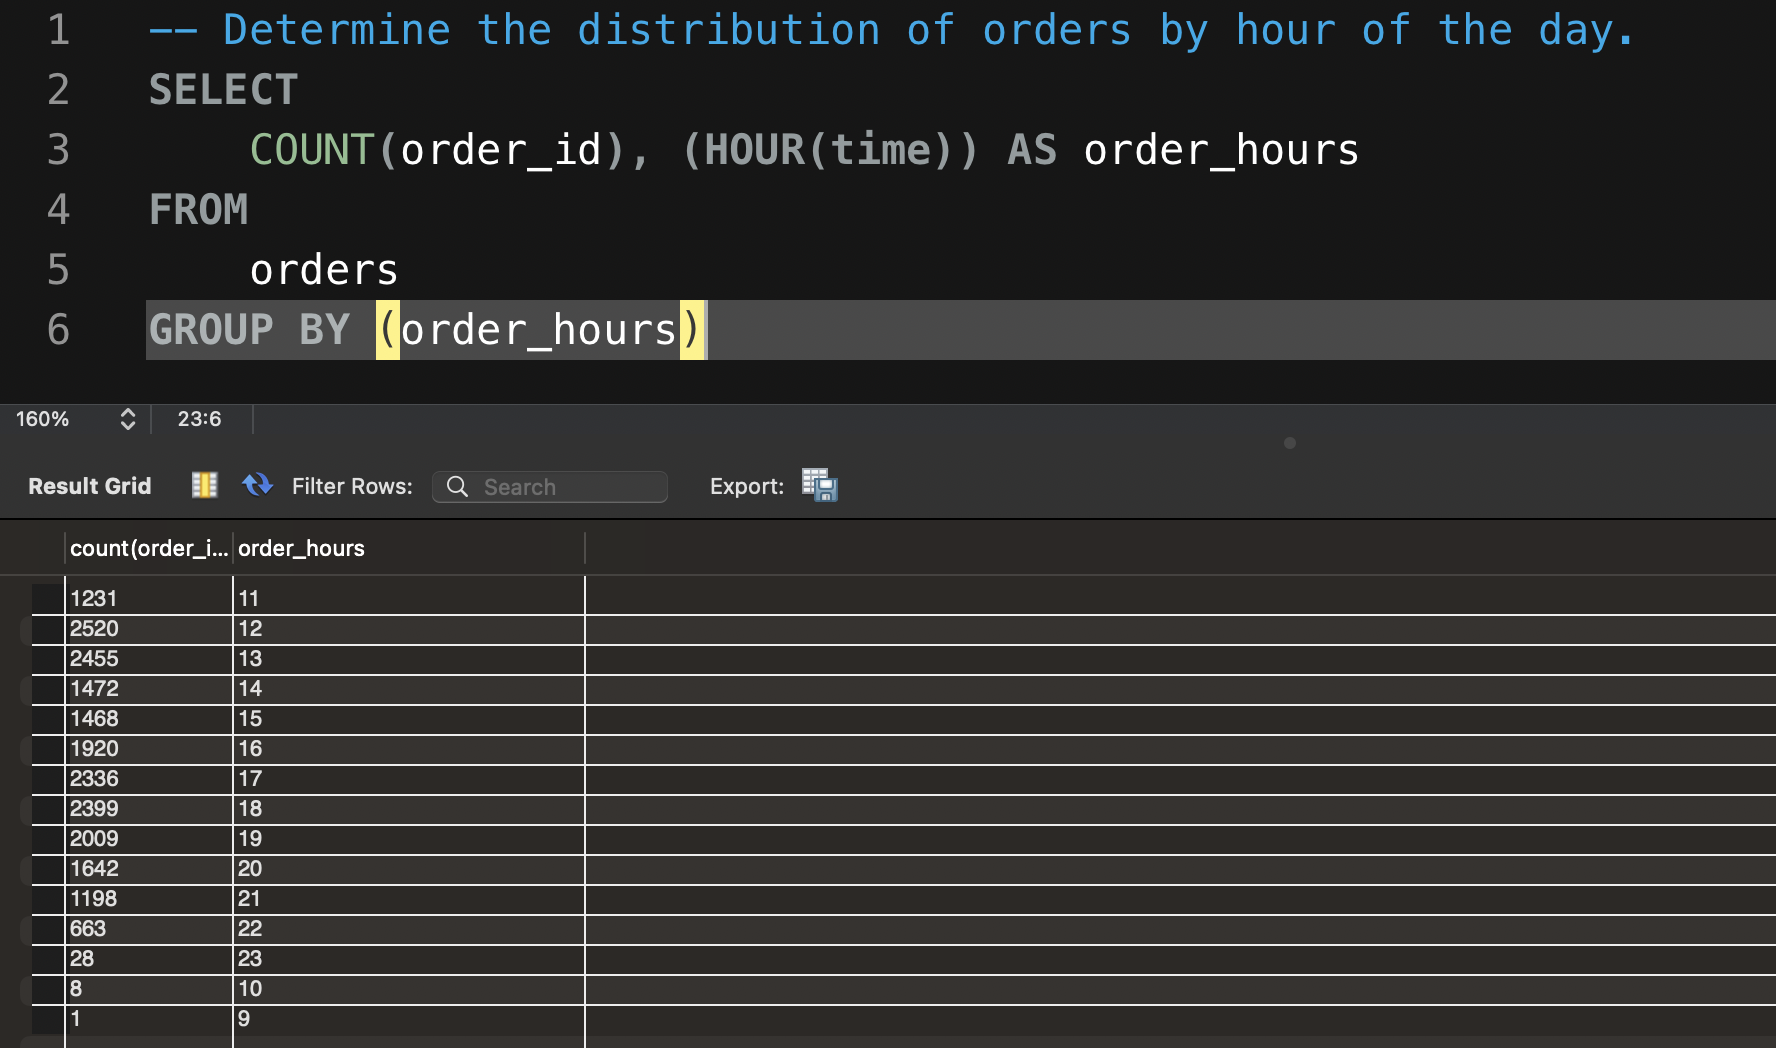 1 -- Determine the distribution of orders by hour of the day.
2 SELECT
3 COUNT(order_id), (HOUR(time)) AS order_hours
4 FROM
5 orders
6 GROUP BY (order_hours)
160% 23:6
Result Grid Filter Rows: Search Export:
count(order_i... order_hours
1231 11
2520 12
2455 13
1472 14
1468 15
1920 16
2336 17
2399 18
2009 19
1642 20
1198 21
663 22
28 23
8 10
1 9